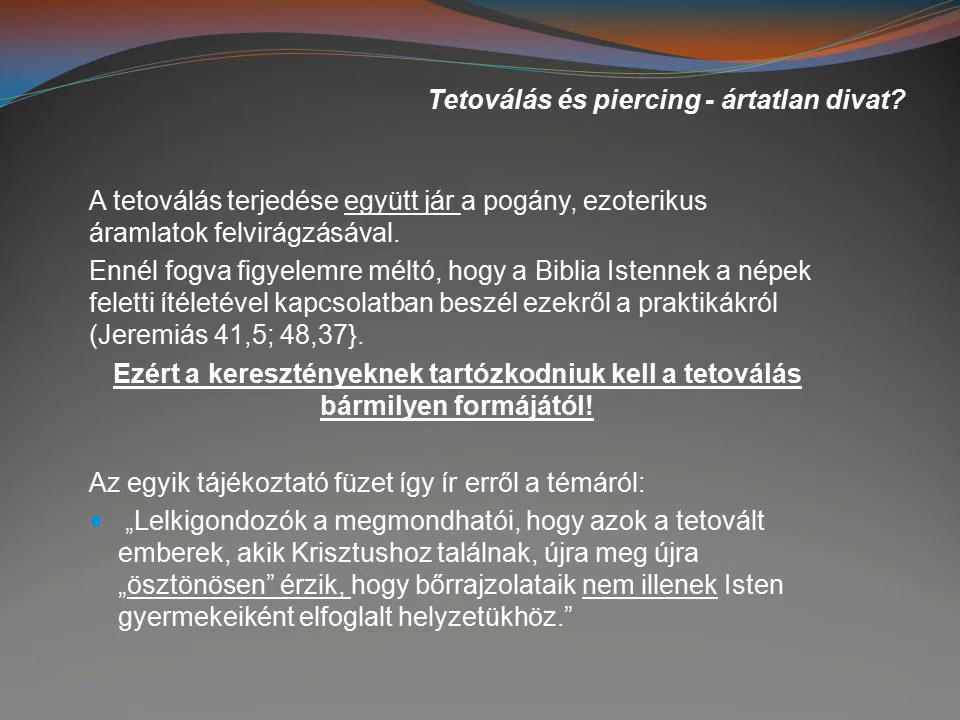 Tetoválás és piercing - ártatlan divat?
A tetoválás terjedése együtt jár a pogány, ezoterikus
áramlatok felvirágzásával.
Ennél fogva figyelemre méltó, hogy a Biblia Istennek a népek
feletti ítéletével kapcsolatban beszél ezekről a praktikákról
(Jeremiás 41,5; 48,37}.
Ezért a keresztényeknek tartózkodniuk kell a tetoválás
bármilyen formájától!
Az egyik tájékoztató füzet így ír erről a témáról:
• „Lelkigondozók a megmondhatói, hogy azok a tetovált
emberek, akik Krisztushoz találnak, újra meg újra
„ösztönösen” érzik, hogy bőrrajzolataik nem illenek Isten
gyermekeiként elfoglalt helyzetükhöz.”